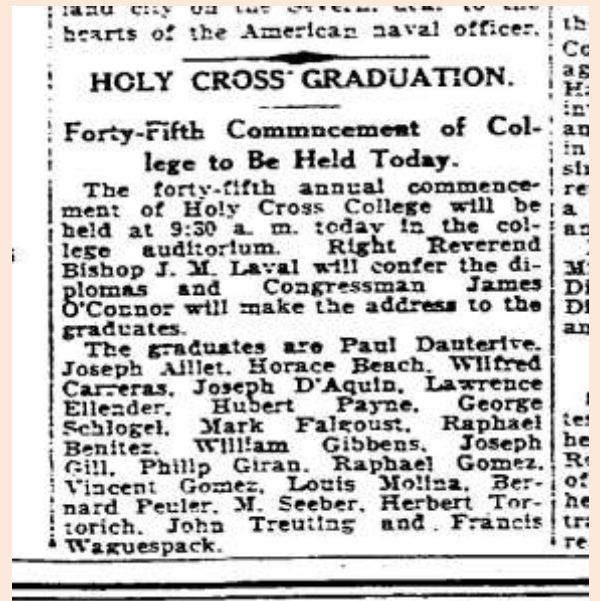 hearts of the American naval officer.
HOLY CROSS GRADUATION.
Forty-Fifth Commncement of Col-
lege to Be Held Today.
The forty-fifth annual commence-
ment of Holy Cross College will be
held at 9:30 a. m. today in the col-
lege auditorium. Right Reverend
Bishop J. M. Laval will confer the di-
plomas and Congressman James
O'Connor will make the address to the
graduates.
The graduates are Paul Dauterive,
Joseph Aillet, Horace Beach, Wilfred
Carreras, Joseph D'Aquin, Lawrence
Ellender, Hubert Payne, George
Schlogel, Mark Falgoust, Raphael
Benitez, William Gibbens, Joseph
Gill, Philip Giran, Raphael Gomez,
Vincent Gomez, Louis Molina, Ber-
nard Peuler, M. Seeber, Herbert Tor-
torich, John Treuting and Francis
Waguespack.